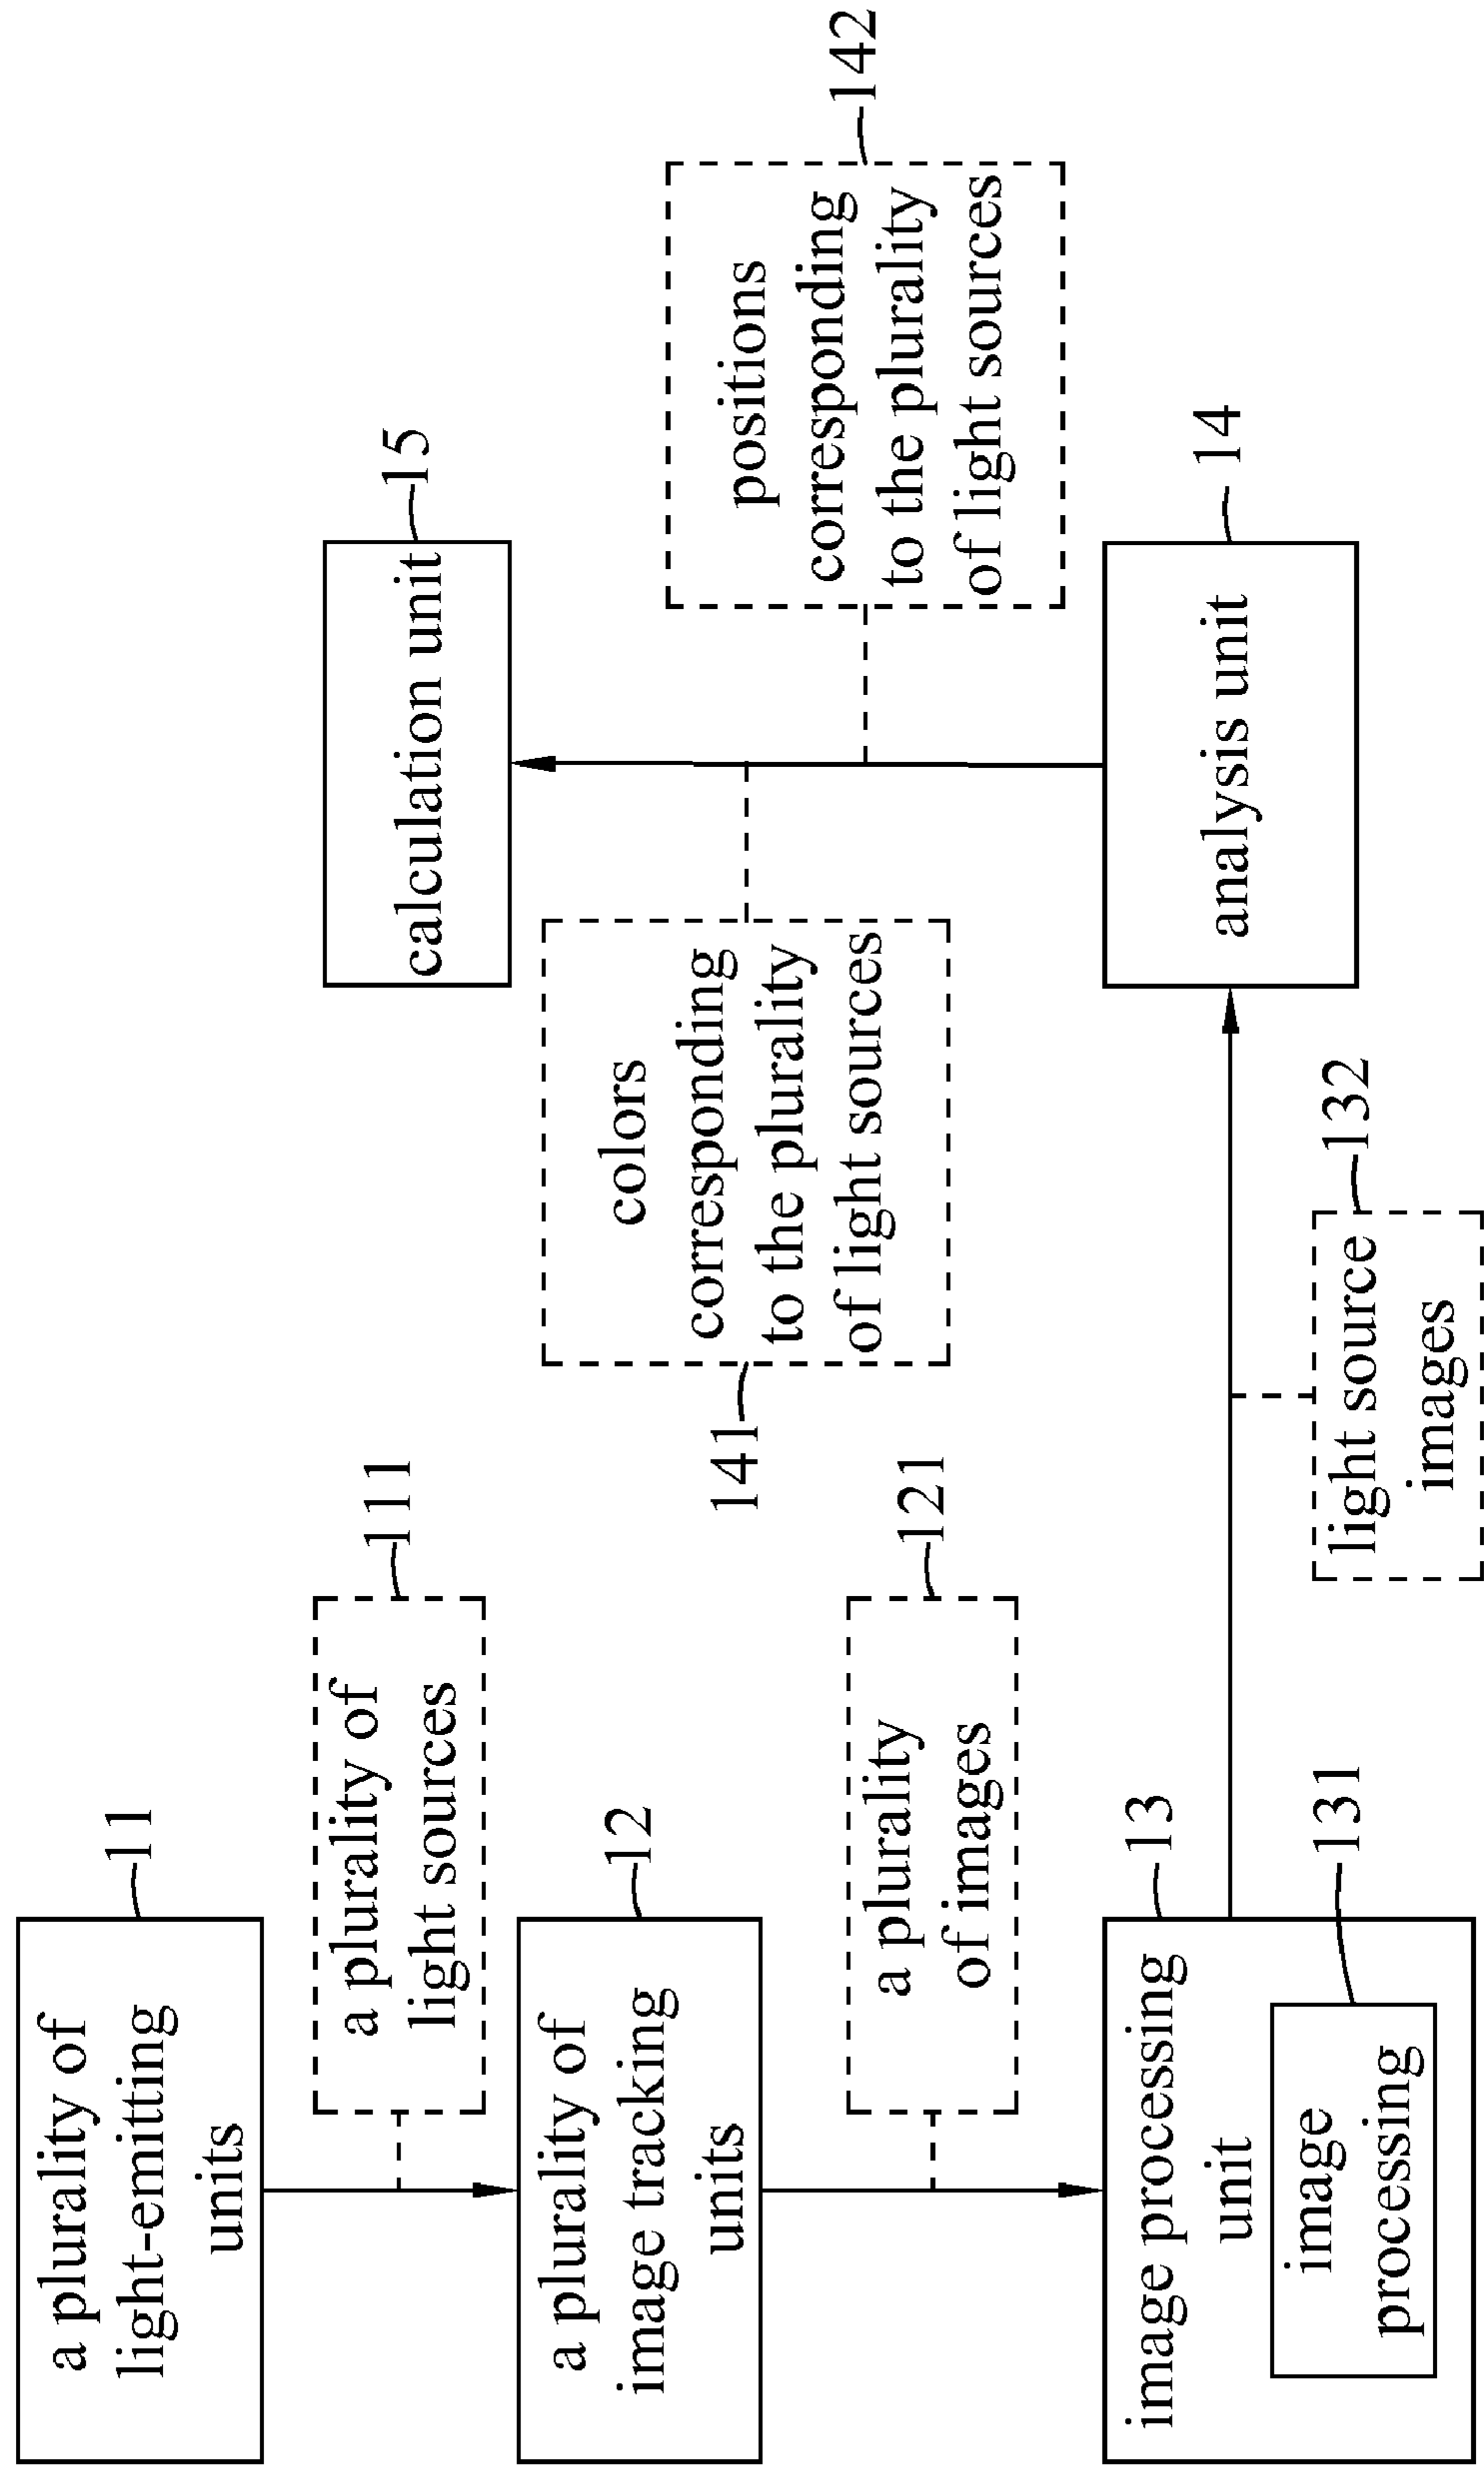 11
a plurality of
light-emitting
units
111
a plurality of
light sources
12
a plurality of
image tracking
units
121
a plurality
of images
13
image processing
unit
131
image
processing
132
light source
images
14
analysis unit
141
colors
corresponding
to the plurality
of light sources
142
positions
corresponding
to the plurality
of light sources
15
calculation unit